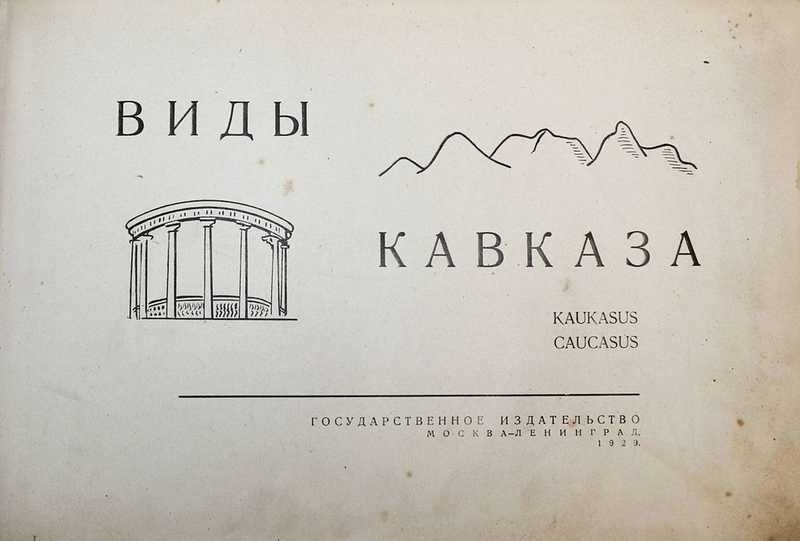 ВИДЫ
КАВКАЗА
KAUKASUS
CAUCASUS
ГОСУДАРСТВЕННОЕ ИЗДАТЕЛЬСТВО
МОСКВА–ЛЕНИНГРАД.
1929.